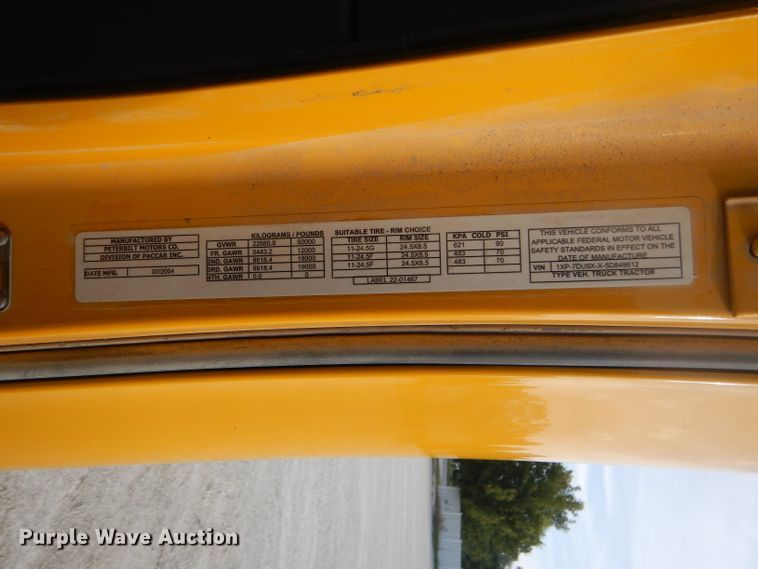 MANUFACTURED BY
PETERBILT MOTORS CO.
DIVISION OF PACCAR INC.
DATE MFG. 07/2004
KILOGRAMS / POUNDS
GVWR 22680.0 50000
FR. GAWR 5443.2 12000
2ND. GAWR 8618.4 19000
3RD. GAWR 8618.4 19000
4TH. GAWR 0.0 0
SUITABLE TIRE - RIM CHOICE
TIRE SIZE RIM SIZE
11-24.5G 24.5X8.5
11-24.5F 24.5X8.5
11-24.5F 24.5X8.5
LABEL 22-01467
KPA COLD PSI
621 90
483 70
483 70
THIS VEHICLE CONFORMS TO ALL
APPLICABLE FEDERAL MOTOR VEHICLE
SAFETY STANDARDS IN EFFECT ON THE
DATE OF MANUFACTURE
VIN 1XP-7DU9X-X-5D849612
TYPE VEH. TRUCK TRACTOR
Purple Wave Auction